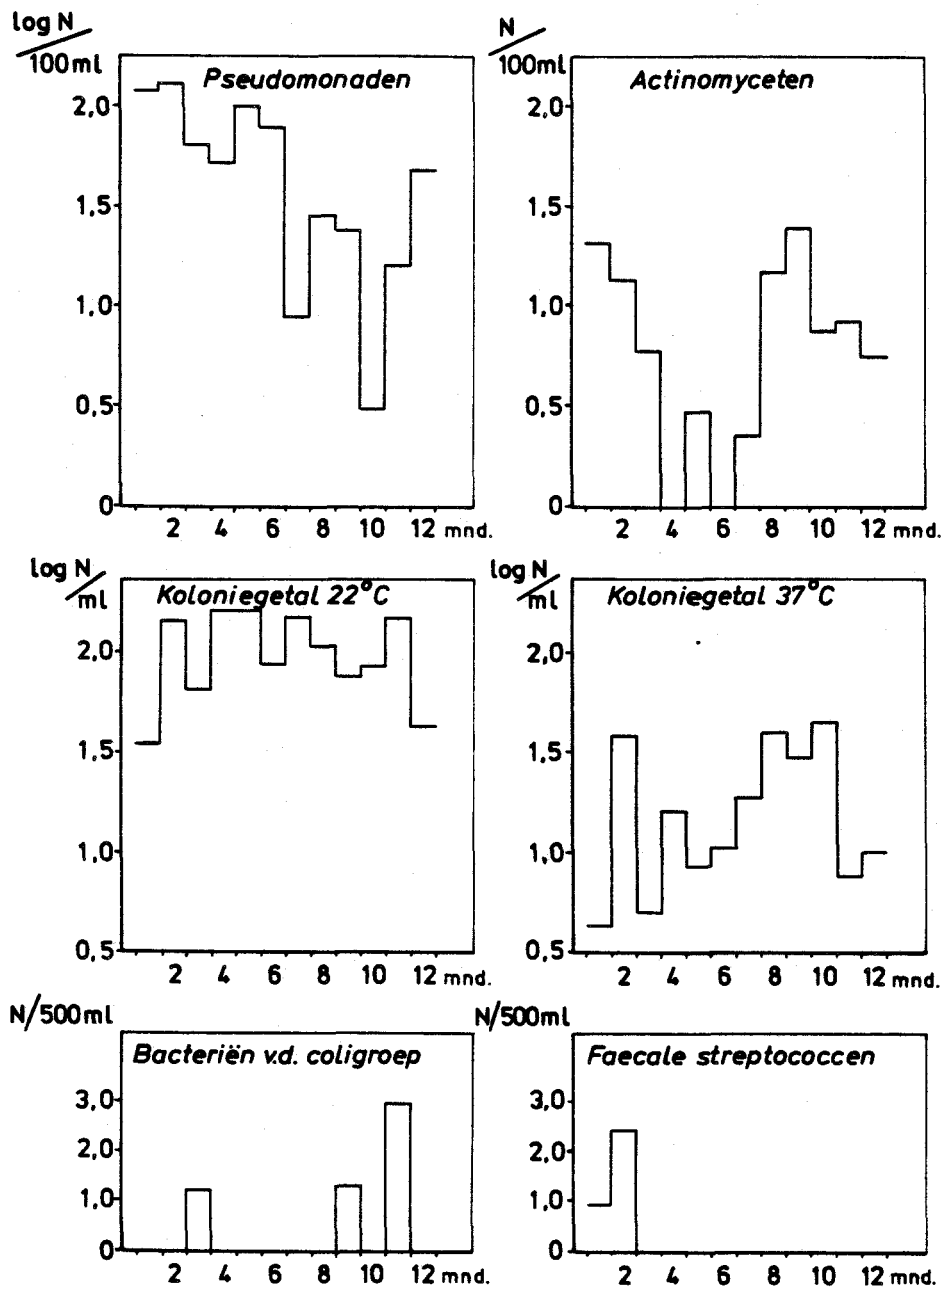 log N/100ml
Pseudomonaden
2,0
1,5
1,0
0,5
0
2 4 6 8 10 12 mnd.
N/100ml
Actinomyceten
2,0
1,5
1,0
0,5
0
2 4 6 8 10 12 mnd.
log N/ml
Koloniegetal 22°C
2,0
1,5
1,0
0,5
2 4 6 8 10 12 mnd.
log N/ml
Koloniegetal 37°C
2,0
1,5
1,0
0,5
2 4 6 8 10 12 mnd.
N/500ml
Bacteriën v.d. coligroep
3,0
2,0
1,0
0
2 4 6 8 10 12 mnd.
N/500ml
Faecale streptococcen
3,0
2,0
1,0
0
2 4 6 8 10 12 mnd.